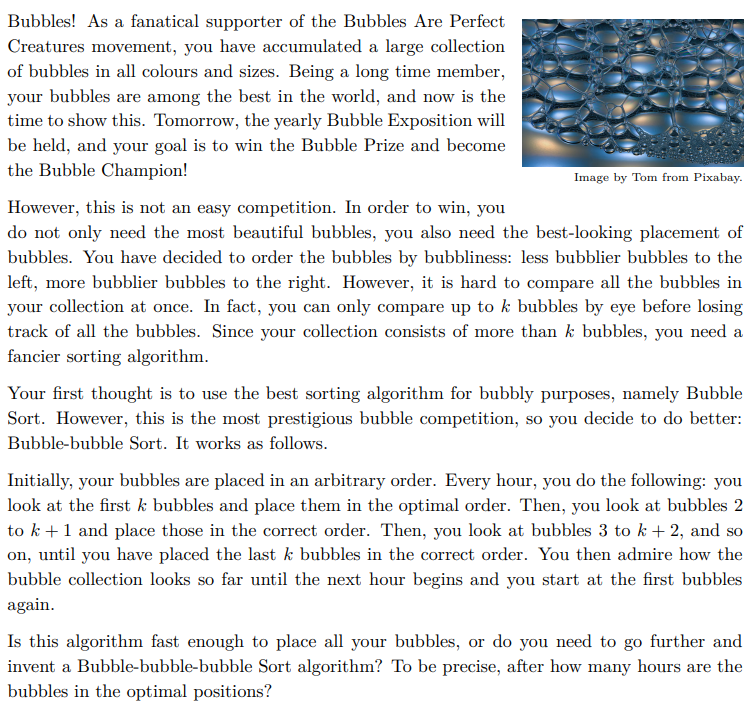 Bubbles! As a fanatical supporter of the Bubbles Are Perfect
Creatures movement, you have accumulated a large collection
of bubbles in all colours and sizes. Being a long time member,
your bubbles are among the best in the world, and now is the
time to show this. Tomorrow, the yearly Bubble Exposition will
be held, and your goal is to win the Bubble Prize and become
the Bubble Champion!
Image by Tom from Pixabay.
However, this is not an easy competition. In order to win, you
do not only need the most beautiful bubbles, you also need the best-looking placement of
bubbles. You have decided to order the bubbles by bubbliness: less bubblier bubbles to the
left, more bubblier bubbles to the right. However, it is hard to compare all the bubbles in
your collection at once. In fact, you can only compare up to k bubbles by eye before losing
track of all the bubbles. Since your collection consists of more than k bubbles, you need a
fancier sorting algorithm.
Your first thought is to use the best sorting algorithm for bubbly purposes, namely Bubble
Sort. However, this is the most prestigious bubble competition, so you decide to do better:
Bubble-bubble Sort. It works as follows.
Initially, your bubbles are placed in an arbitrary order. Every hour, you do the following: you
look at the first k bubbles and place them in the optimal order. Then, you look at bubbles 2
to k + 1 and place those in the correct order. Then, you look at bubbles 3 to k + 2, and so
on, until you have placed the last k bubbles in the correct order. You then admire how the
bubble collection looks so far until the next hour begins and you start at the first bubbles
again.
Is this algorithm fast enough to place all your bubbles, or do you need to go further and
invent a Bubble-bubble-bubble Sort algorithm? To be precise, after how many hours are the
bubbles in the optimal positions?